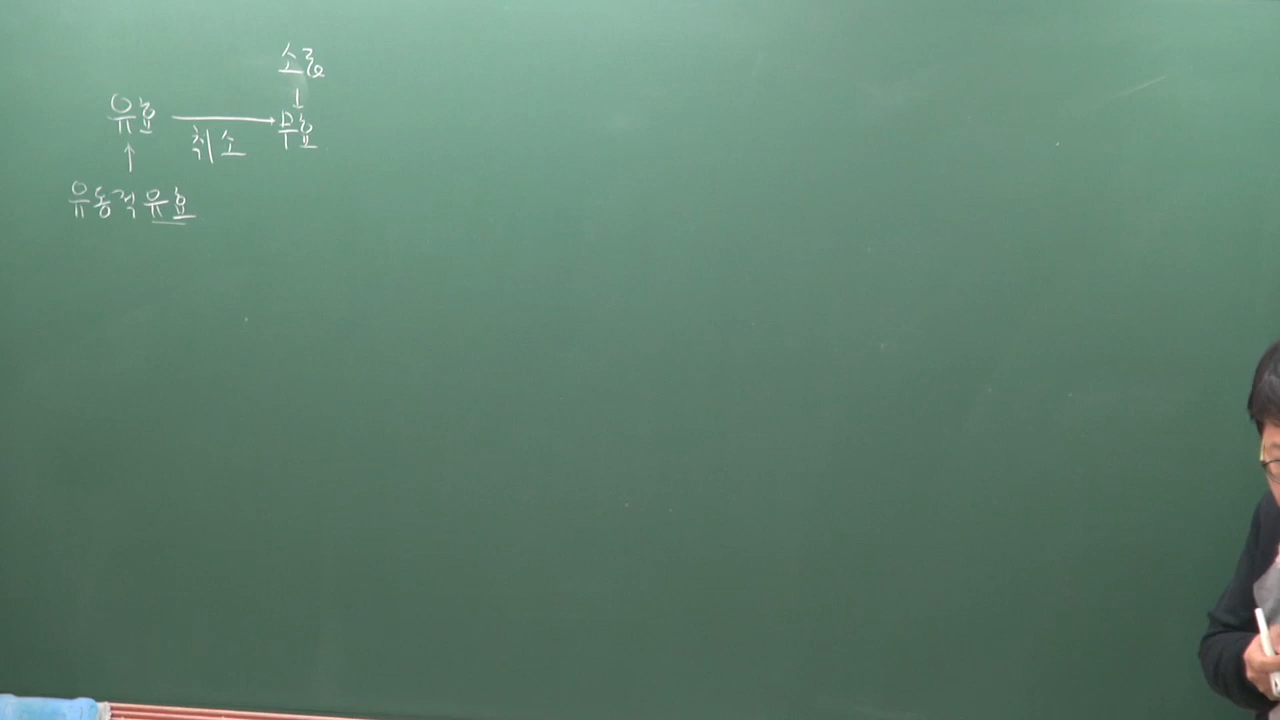 소급
유효 → 무효
취소
유동적 유효